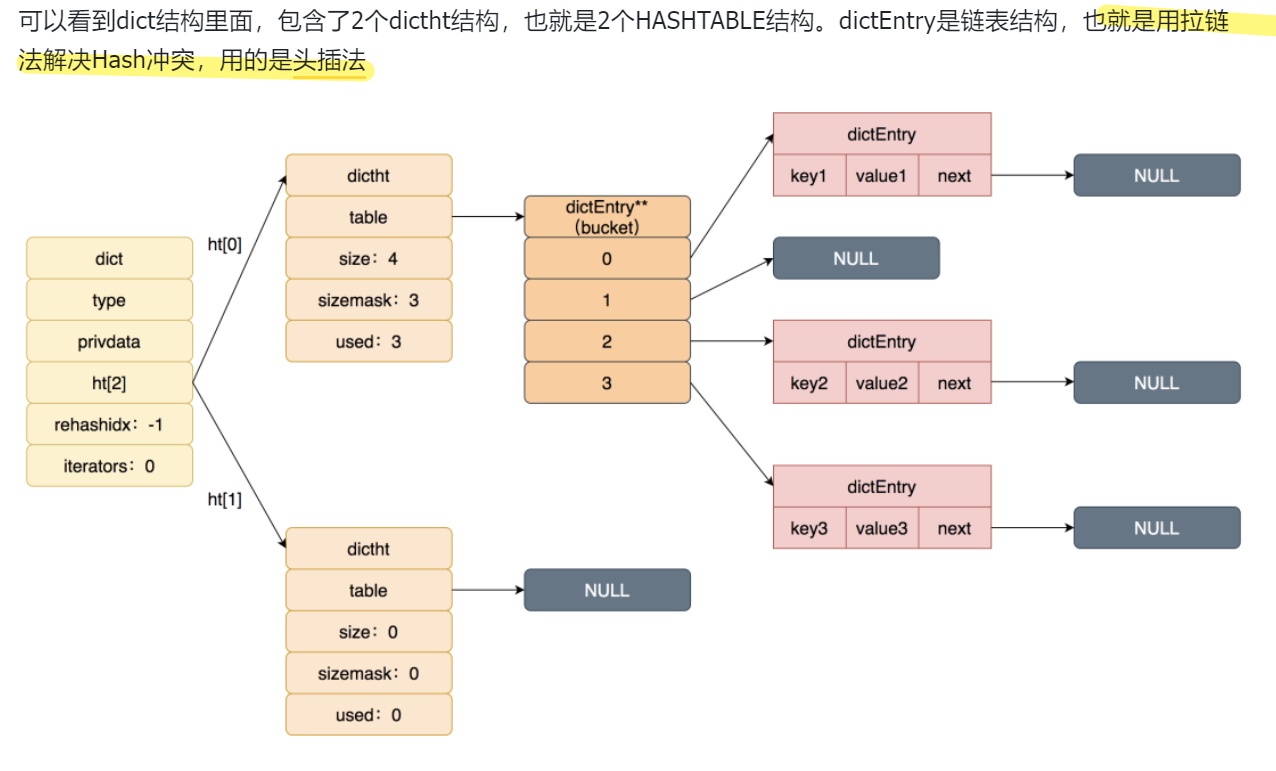 可以看到dict结构里面，包含了2个dictht结构，也就是2个HASHTABLE结构。dictEntry是链表结构，也就是用拉链
法解决Hash冲突，用的是头插法
dict
type
privdata
ht[2]
rehashidx：-1
iterators：0
ht[0]
ht[1]
dictht
table
size：4
sizemask：3
used：3
dictht
table
size：0
sizemask：0
used：0
dictEntry**
（bucket）
0
1
2
3
NULL
dictEntry
key1 value1 next
NULL
NULL
dictEntry
key2 value2 next
NULL
dictEntry
key3 value3 next
NULL